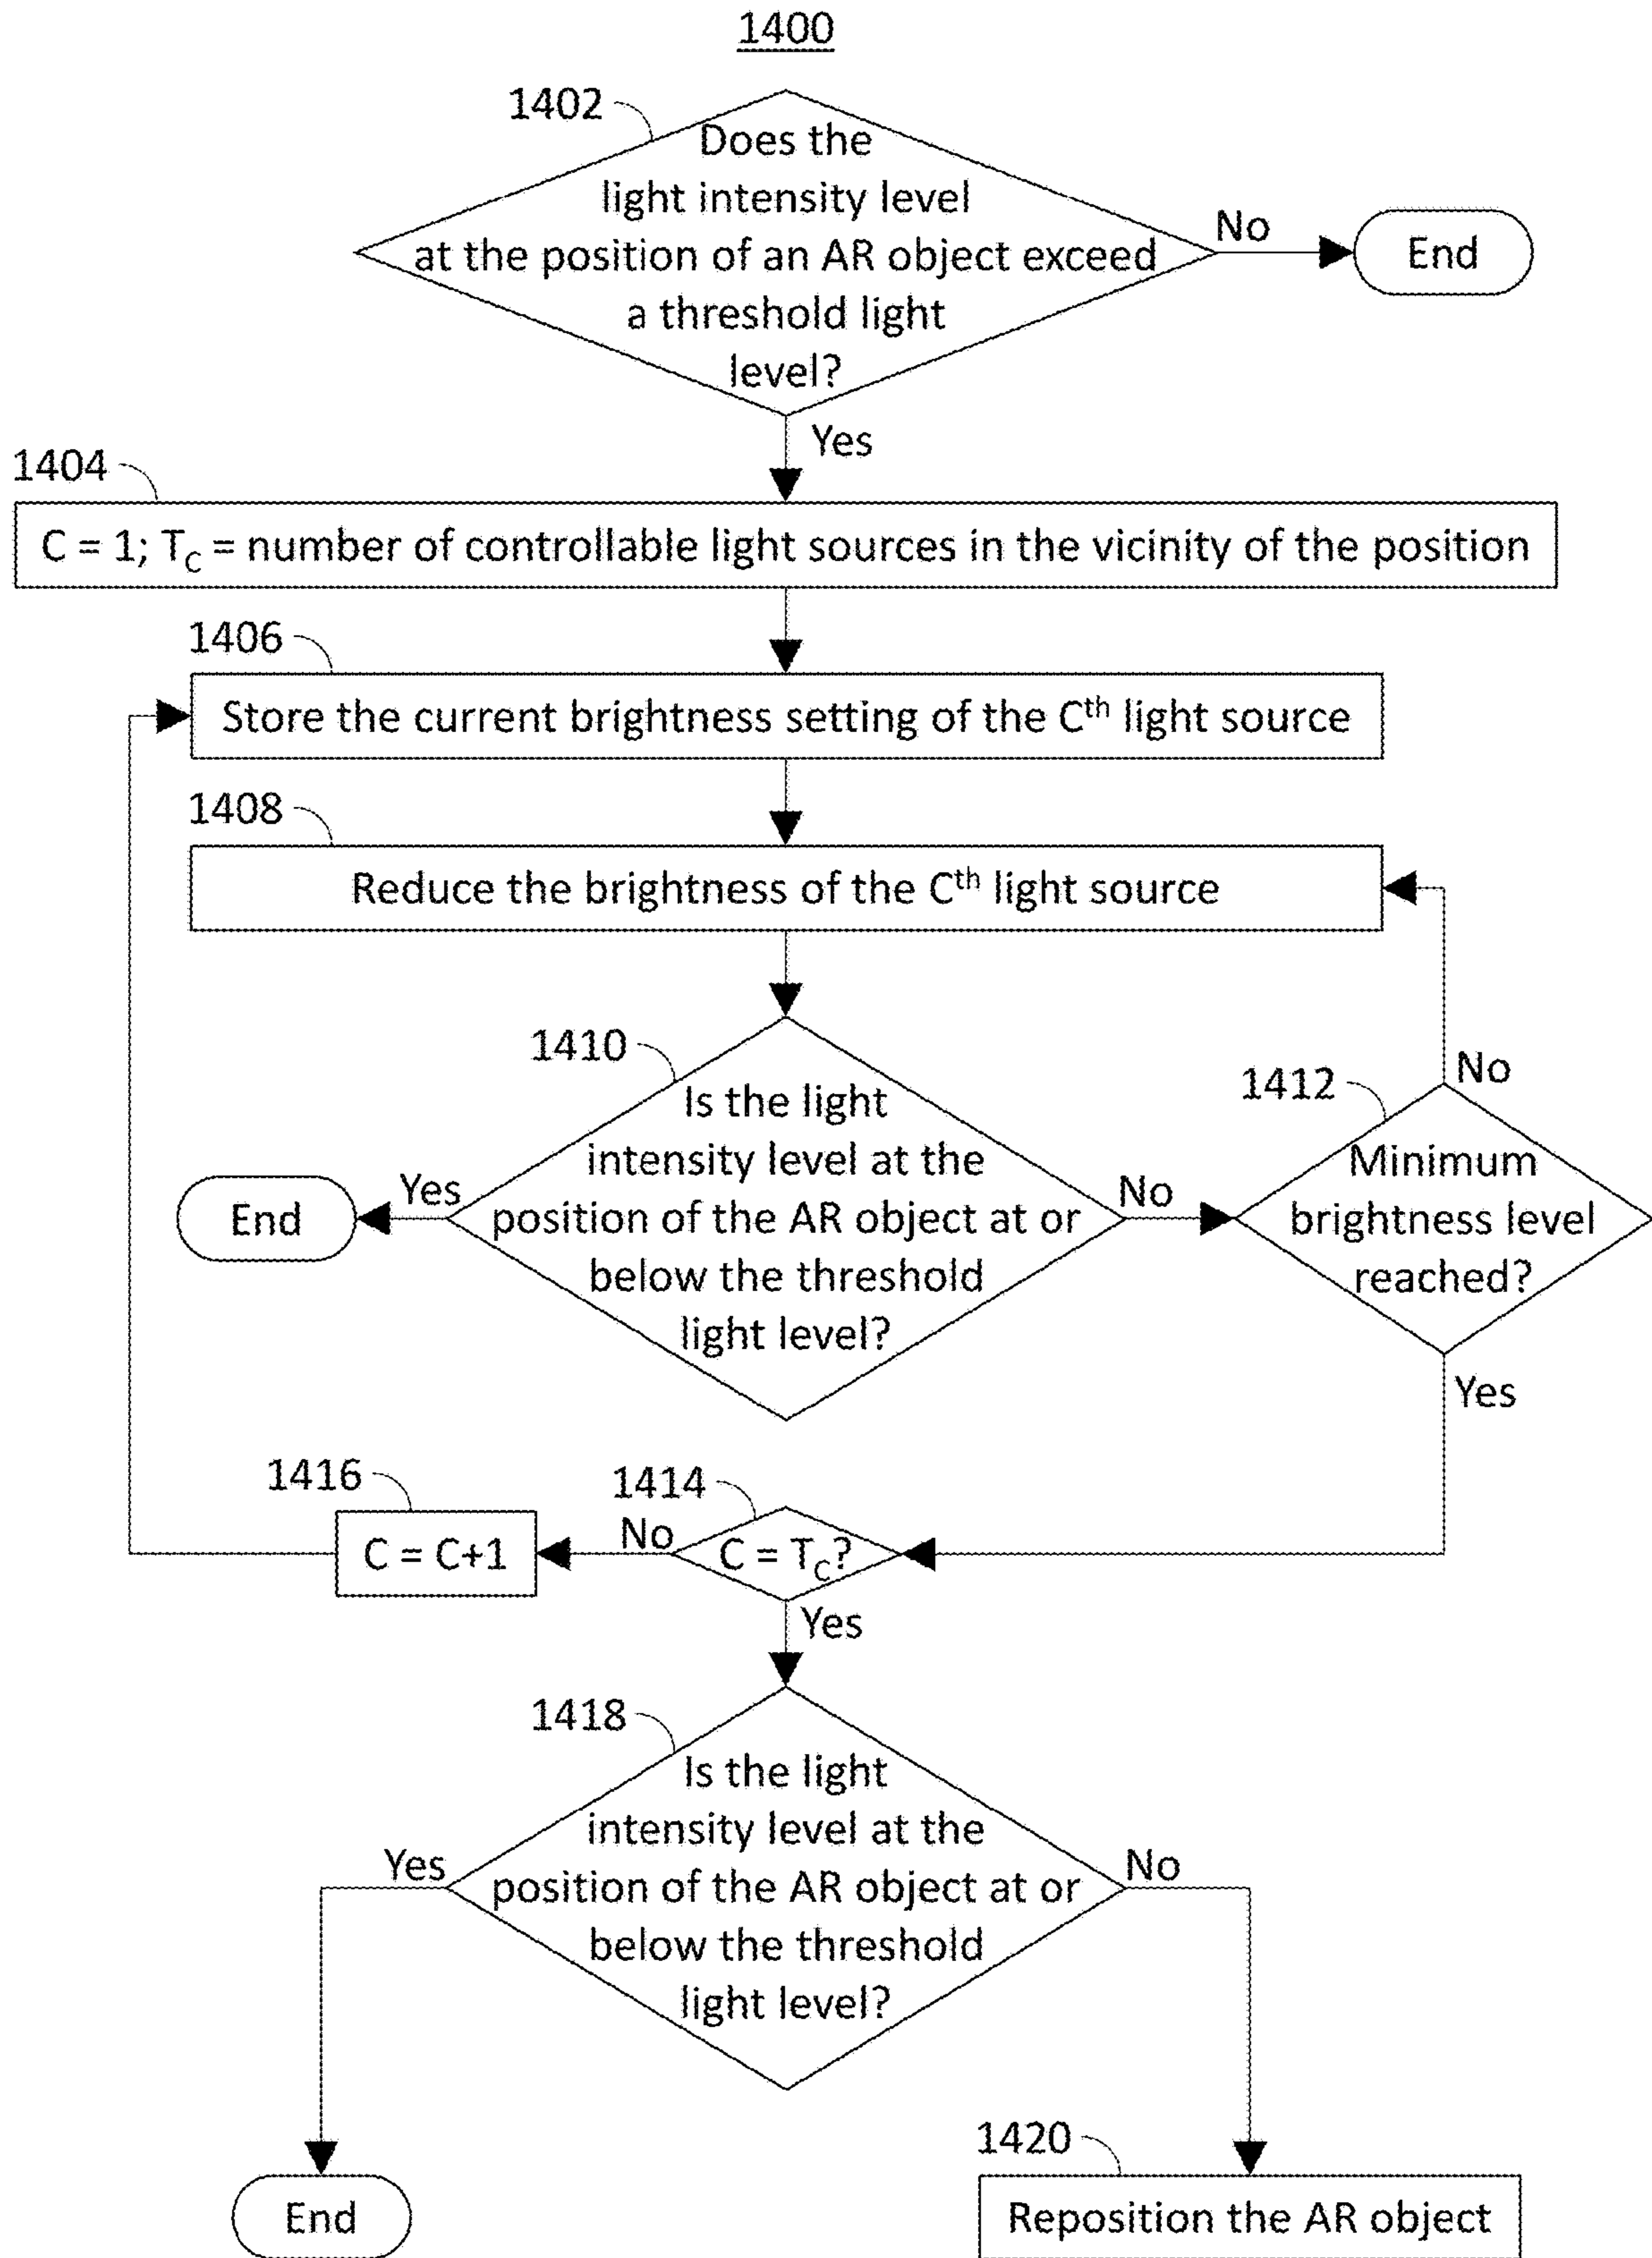 1400
1402
Does the
light intensity level
at the position of an AR object exceed
a threshold light
level?
No
End
Yes
1404
C = 1; T_C = number of controllable light sources in the vicinity of the position
1406
Store the current brightness setting of the C^th light source
1408
Reduce the brightness of the C^th light source
1410
Is the light
intensity level at the
position of the AR object at or
below the threshold
light level?
Yes
End
No
1412
Minimum
brightness level
reached?
No
Yes
1414
C = T_C?
No
1416
C = C+1
Yes
1418
Is the light
intensity level at the
position of the AR object at or
below the threshold
light level?
Yes
No
End
1420
Reposition the AR object